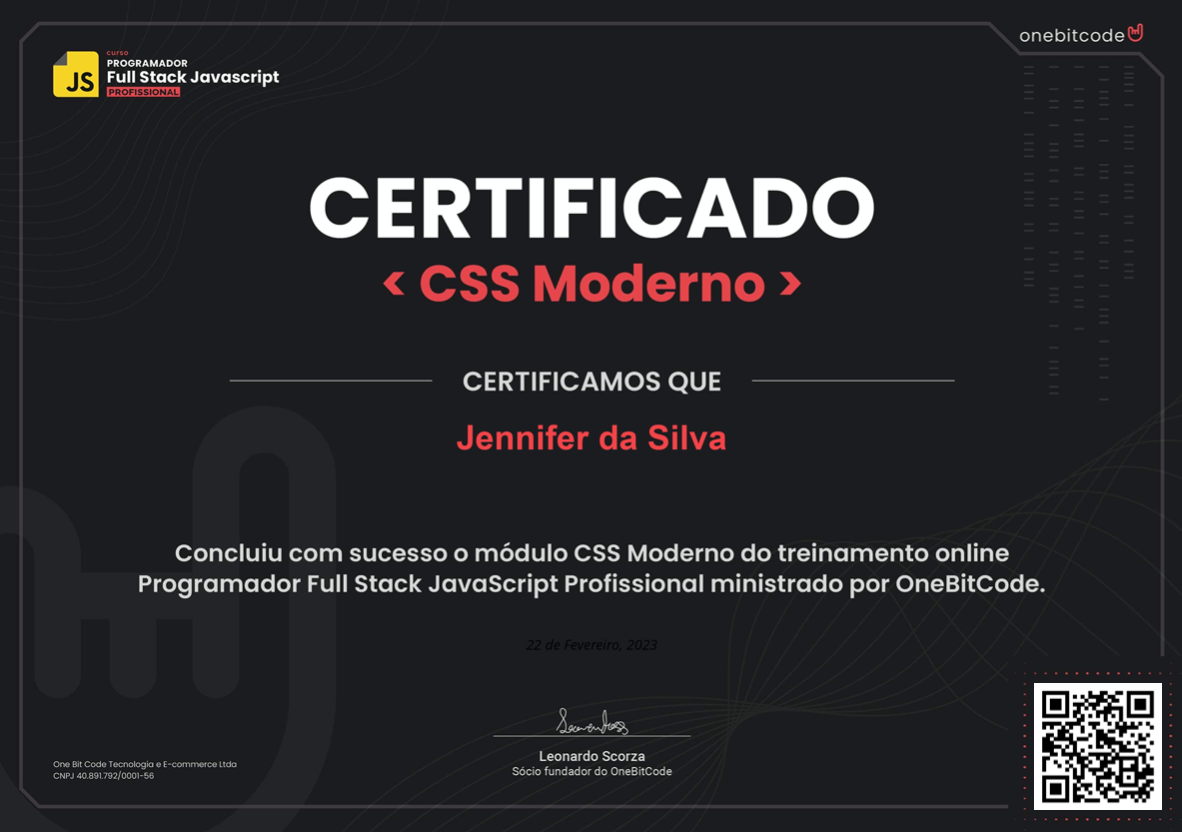 onebitcode
JS
curso
PROGRAMADOR
Full Stack Javascript
PROFISSIONAL
CERTIFICADO
< CSS Moderno >
CERTIFICAMOS QUE
Jennifer da Silva
Concluiu com sucesso o módulo CSS Moderno do treinamento online
Programador Full Stack JavaScript Profissional ministrado por OneBitCode.
22 de Fevereiro, 2023
Leonardo Scorza
Sócio fundador do OneBitCode
One Bit Code Tecnologia e E-commerce Ltda
CNPJ 40.891.792/0001-56